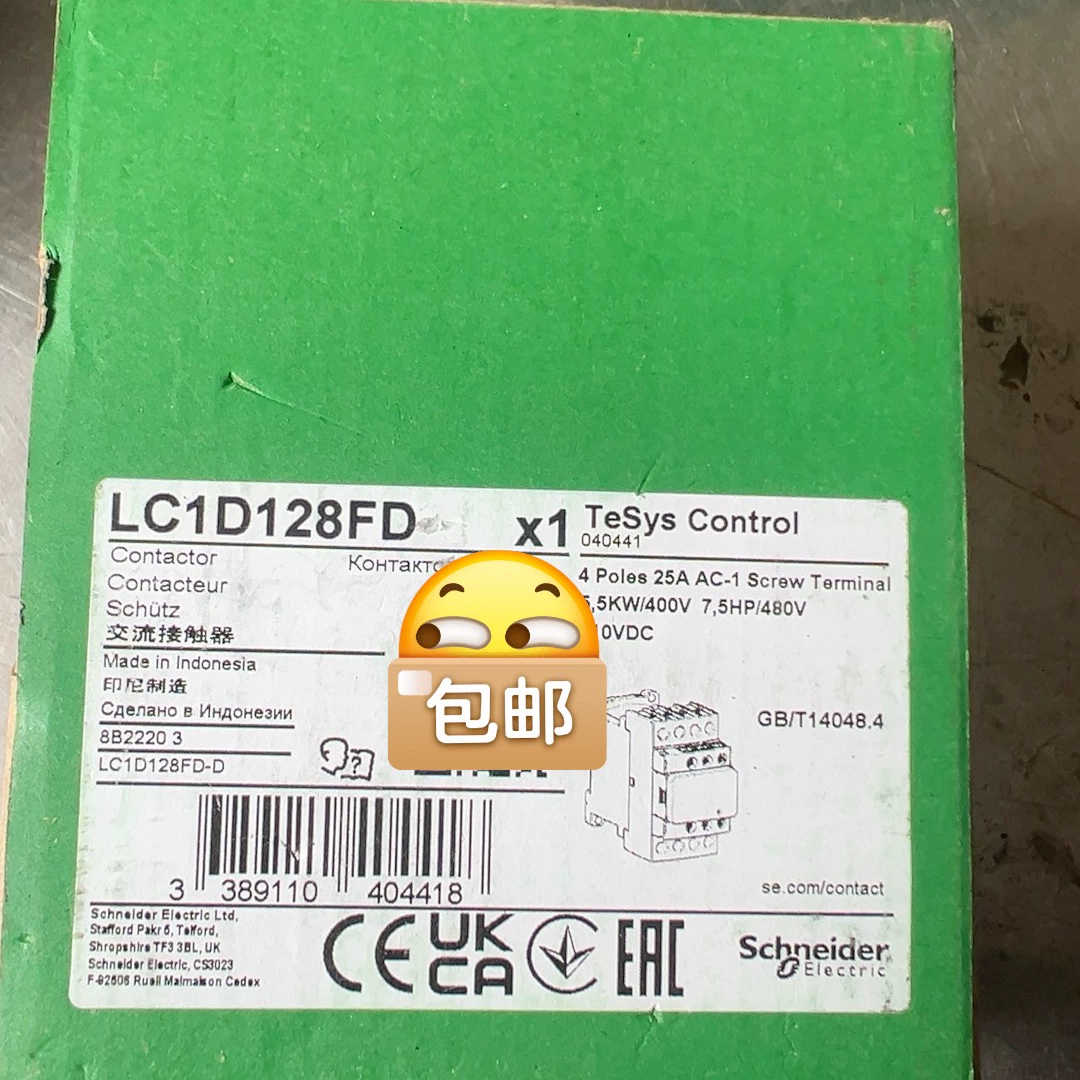 LC1D128FD x1
Contactor
Contacteur
Schütz
交流接触器
Made in Indonesia
印尼制造
Сделано в Индонезии
8B2220 3
LC1D128FD-D
TeSys Control
040441
4 Poles 25A AC-1 Screw Terminal
5,5KW/400V 7,5HP/480V
GB/T14048.4
包邮
3 389110 404418
se.com/contact
Schneider Electric Ltd,
Stafford Pakr 6, Telford,
Shropshire TF3 3BL, UK
Schneider Electric, CS3023
F-92506 Rueil Malmaison Cedex
CE UK CA EAC
Schneider
Electric